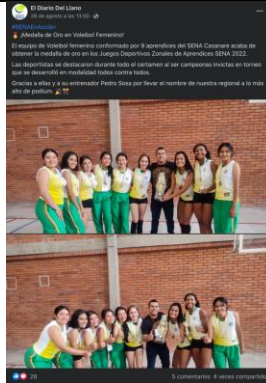 El Diario Del Llano
26 de agosto a las 13:00
#SENAEnAcción
🥇 ¡Medalla de Oro en Voleibol Femenino!
El equipo de Voleibol femenino conformado por 9 aprendices del SENA Casanare acaba de
obtener la medalla de oro en los Juegos Deportivos Zonales de Aprendices SENA 2022.
Las deportistas se destacaron durante todo el certamen al ser campeonas invictas en torneo
que se desarrolló en modalidad todos contra todos.
Gracias a ellas y a su entrenador Pedro Sosa por llevar el nombre de nuestra regional a lo más
alto de podium.
28
5 comentarios 4 veces compartido